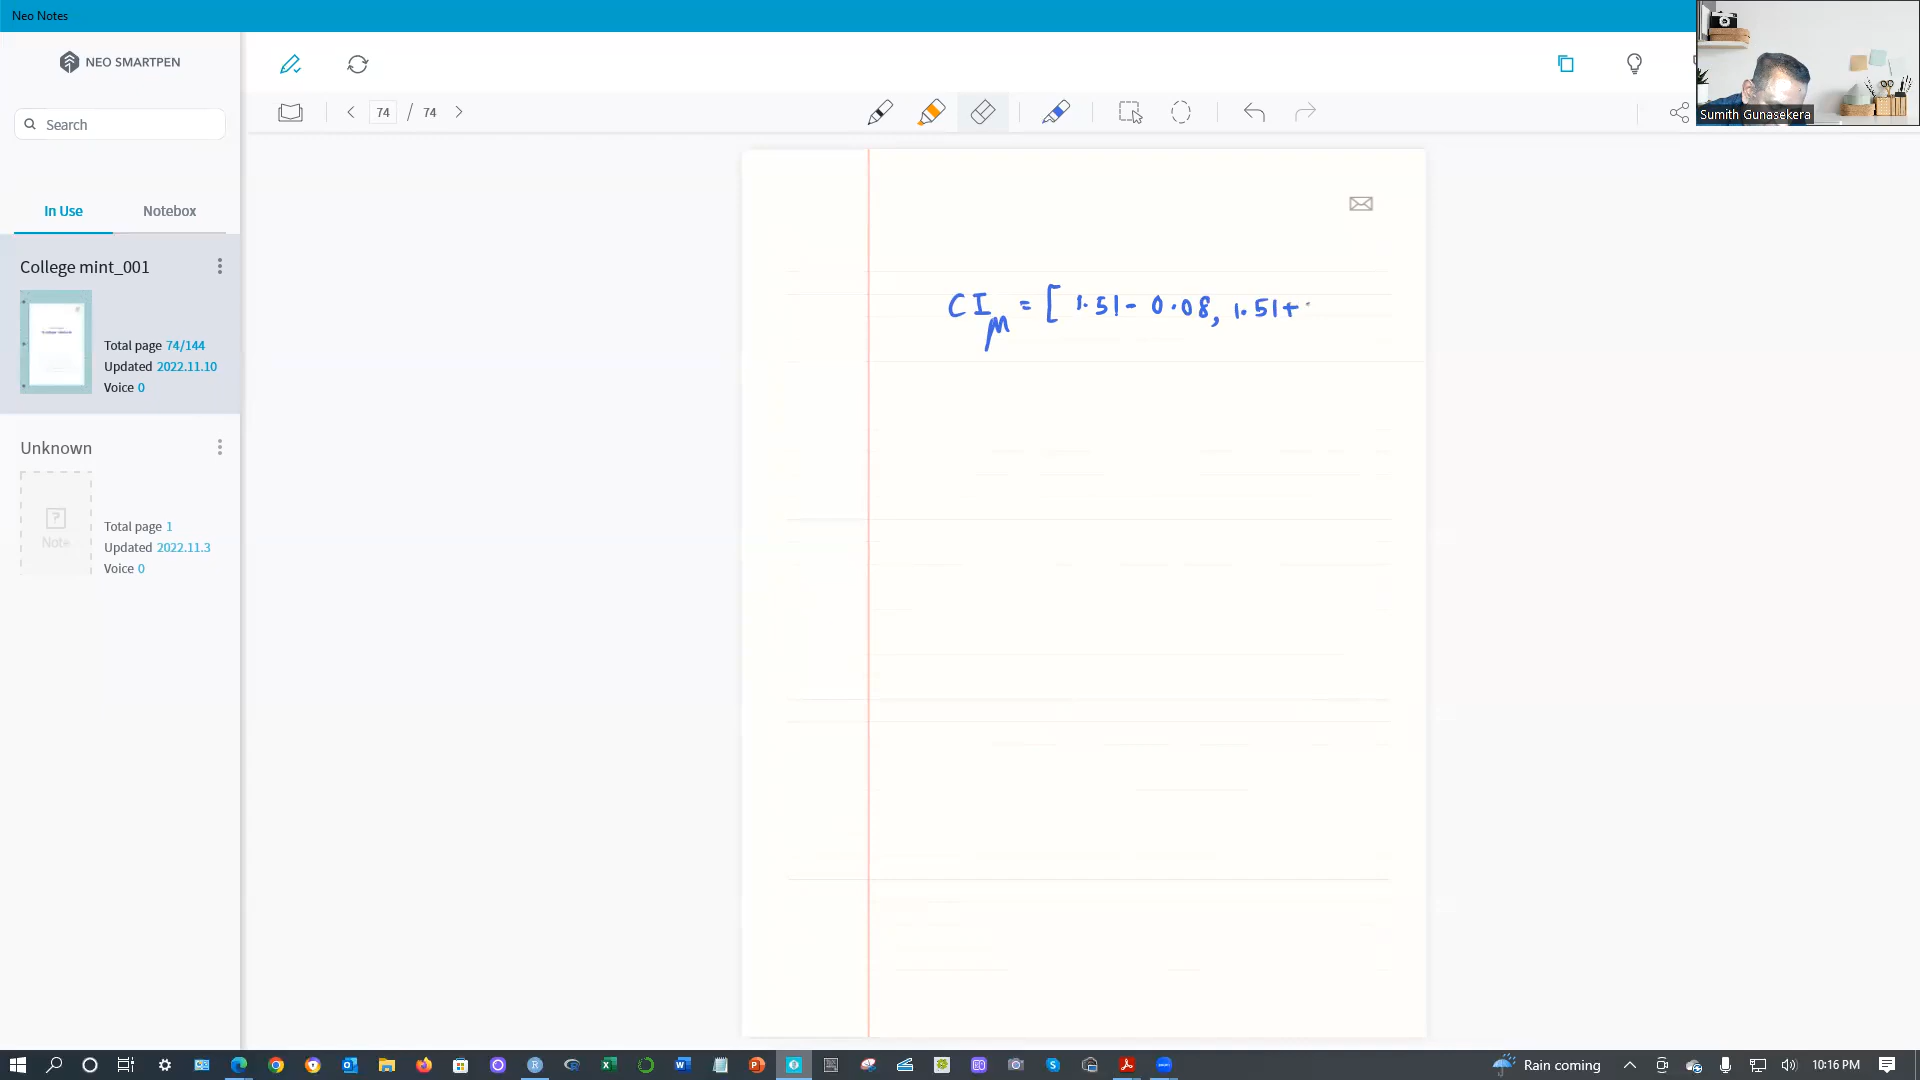 Neo Notes
NEO SMARTPEN
Search
In Use
Notebox
College mint_001
Total page 74/144
Updated 2022.11.10
Voice 0
Unknown
Note
Total page 1
Updated 2022.11.3
Voice 0
74 / 74
CI μ = [ 1.51 - 0.08, 1.51 +
Sumith Gunasekera
Rain coming
10:16 PM